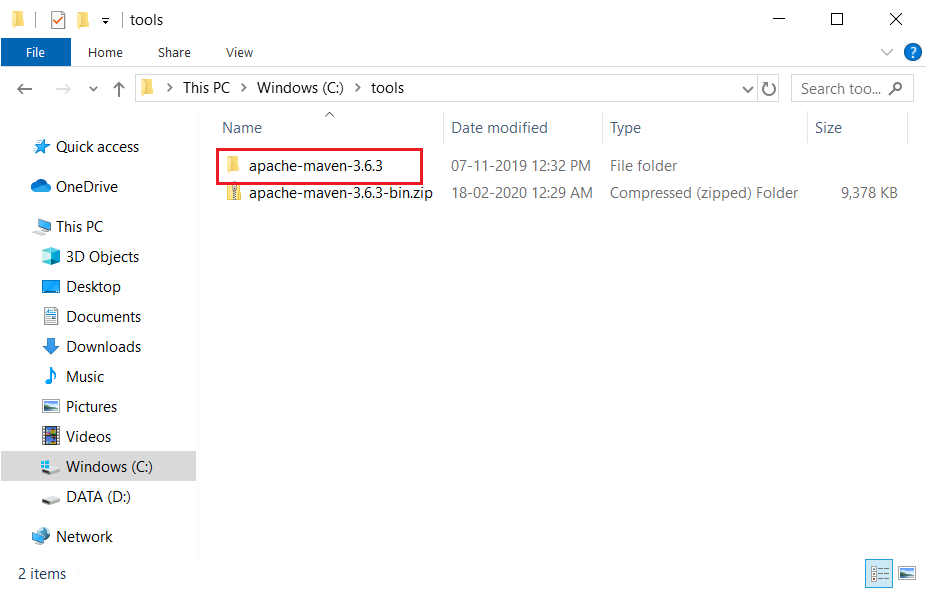 tools
File Home Share View
This PC Windows (C:) tools
Search too...
Name Date modified Type Size
apache-maven-3.6.3 07-11-2019 12:32 PM File folder
apache-maven-3.6.3-bin.zip 18-02-2020 12:29 AM Compressed (zipped) Folder 9,378 KB
Quick access
OneDrive
This PC
3D Objects
Desktop
Documents
Downloads
Music
Pictures
Videos
Windows (C:)
DATA (D:)
Network
2 items